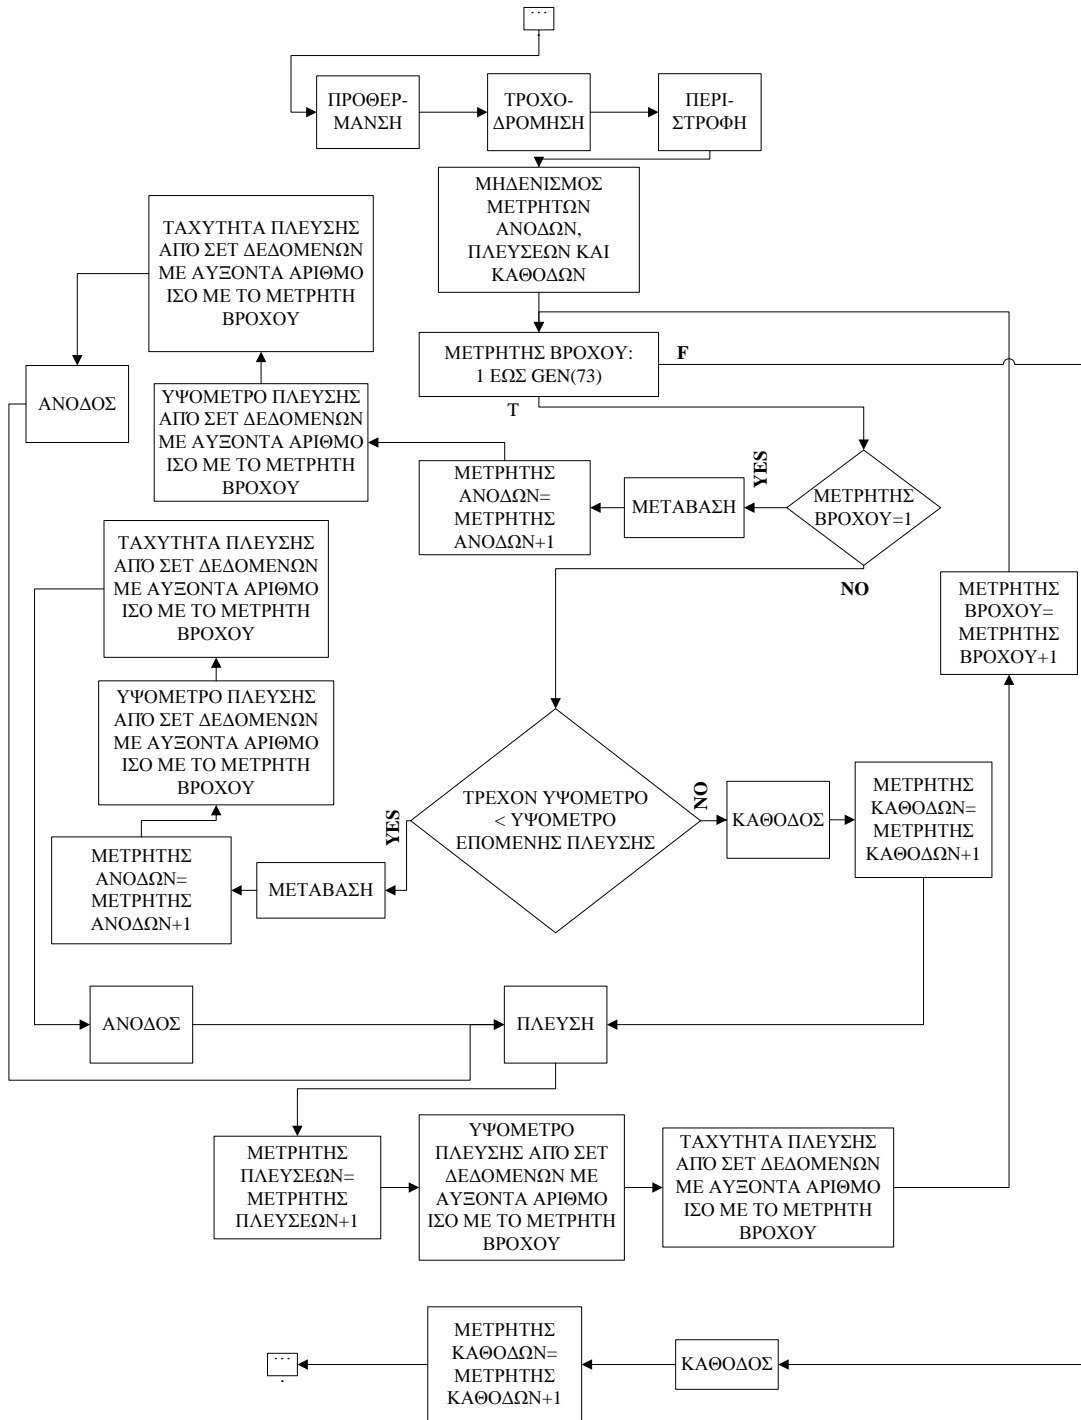 ...
.
ΠΡΟΘΕΡ-
ΜΑΝΣΗ
ΤΡΟΧΟ-
ΔΡΟΜΗΣΗ
ΠΕΡΙ-
ΣΤΡΟΦΗ
ΜΗΔΕΝΙΣΜΟΣ
ΜΕΤΡΗΤΩΝ
ΑΝΟΔΩΝ,
ΠΛΕΥΣΕΩΝ ΚΑΙ
ΚΑΘΟΔΩΝ
ΤΑΧΥΤΗΤΑ ΠΛΕΥΣΗΣ
ΑΠΌ ΣΕΤ ΔΕΔΟΜΕΝΩΝ
ΜΕ ΑΥΞΟΝΤΑ ΑΡΙΘΜΟ
ΙΣΟ ΜΕ ΤΟ ΜΕΤΡΗΤΗ
ΒΡΟΧΟΥ
ΜΕΤΡΗΤΗΣ ΒΡΟΧΟΥ:
1 ΕΩΣ GEN(73)
F
T
ΑΝΟΔΟΣ
ΥΨΟΜΕΤΡΟ ΠΛΕΥΣΗΣ
ΑΠΌ ΣΕΤ ΔΕΔΟΜΕΝΩΝ
ΜΕ ΑΥΞΟΝΤΑ ΑΡΙΘΜΟ
ΙΣΟ ΜΕ ΤΟ ΜΕΤΡΗΤΗ
ΒΡΟΧΟΥ
ΜΕΤΡΗΤΗΣ
ΑΝΟΔΩΝ=
ΜΕΤΡΗΤΗΣ
ΑΝΟΔΩΝ+1
ΜΕΤΑΒΑΣΗ
YES
ΜΕΤΡΗΤΗΣ
ΒΡΟΧΟΥ=1
NO
ΤΑΧΥΤΗΤΑ ΠΛΕΥΣΗΣ
ΑΠΌ ΣΕΤ ΔΕΔΟΜΕΝΩΝ
ΜΕ ΑΥΞΟΝΤΑ ΑΡΙΘΜΟ
ΙΣΟ ΜΕ ΤΟ ΜΕΤΡΗΤΗ
ΒΡΟΧΟΥ
ΜΕΤΡΗΤΗΣ
ΒΡΟΧΟΥ=
ΜΕΤΡΗΤΗΣ
ΒΡΟΧΟΥ+1
ΥΨΟΜΕΤΡΟ ΠΛΕΥΣΗΣ
ΑΠΌ ΣΕΤ ΔΕΔΟΜΕΝΩΝ
ΜΕ ΑΥΞΟΝΤΑ ΑΡΙΘΜΟ
ΙΣΟ ΜΕ ΤΟ ΜΕΤΡΗΤΗ
ΒΡΟΧΟΥ
ΜΕΤΡΗΤΗΣ
ΑΝΟΔΩΝ=
ΜΕΤΡΗΤΗΣ
ΑΝΟΔΩΝ+1
ΜΕΤΑΒΑΣΗ
YES
ΤΡΕΧΟΝ ΥΨΟΜΕΤΡΟ
< ΥΨΟΜΕΤΡΟ
ΕΠΟΜΕΝΗΣ ΠΛΕΥΣΗΣ
NO
ΚΑΘΟΔΟΣ
ΜΕΤΡΗΤΗΣ
ΚΑΘΟΔΩΝ=
ΜΕΤΡΗΤΗΣ
ΚΑΘΟΔΩΝ+1
ΑΝΟΔΟΣ
ΠΛΕΥΣΗ
ΜΕΤΡΗΤΗΣ
ΠΛΕΥΣΕΩΝ=
ΜΕΤΡΗΤΗΣ
ΠΛΕΥΣΕΩΝ+1
ΥΨΟΜΕΤΡΟ
ΠΛΕΥΣΗΣ ΑΠΌ ΣΕΤ
ΔΕΔΟΜΕΝΩΝ ΜΕ
ΑΥΞΟΝΤΑ ΑΡΙΘΜΟ
ΙΣΟ ΜΕ ΤΟ ΜΕΤΡΗΤΗ
ΒΡΟΧΟΥ
ΤΑΧΥΤΗΤΑ ΠΛΕΥΣΗΣ
ΑΠΌ ΣΕΤ ΔΕΔΟΜΕΝΩΝ
ΜΕ ΑΥΞΟΝΤΑ ΑΡΙΘΜΟ
ΙΣΟ ΜΕ ΤΟ ΜΕΤΡΗΤΗ
ΒΡΟΧΟΥ
...
.
ΜΕΤΡΗΤΗΣ
ΚΑΘΟΔΩΝ=
ΜΕΤΡΗΤΗΣ
ΚΑΘΟΔΩΝ+1
ΚΑΘΟΔΟΣ